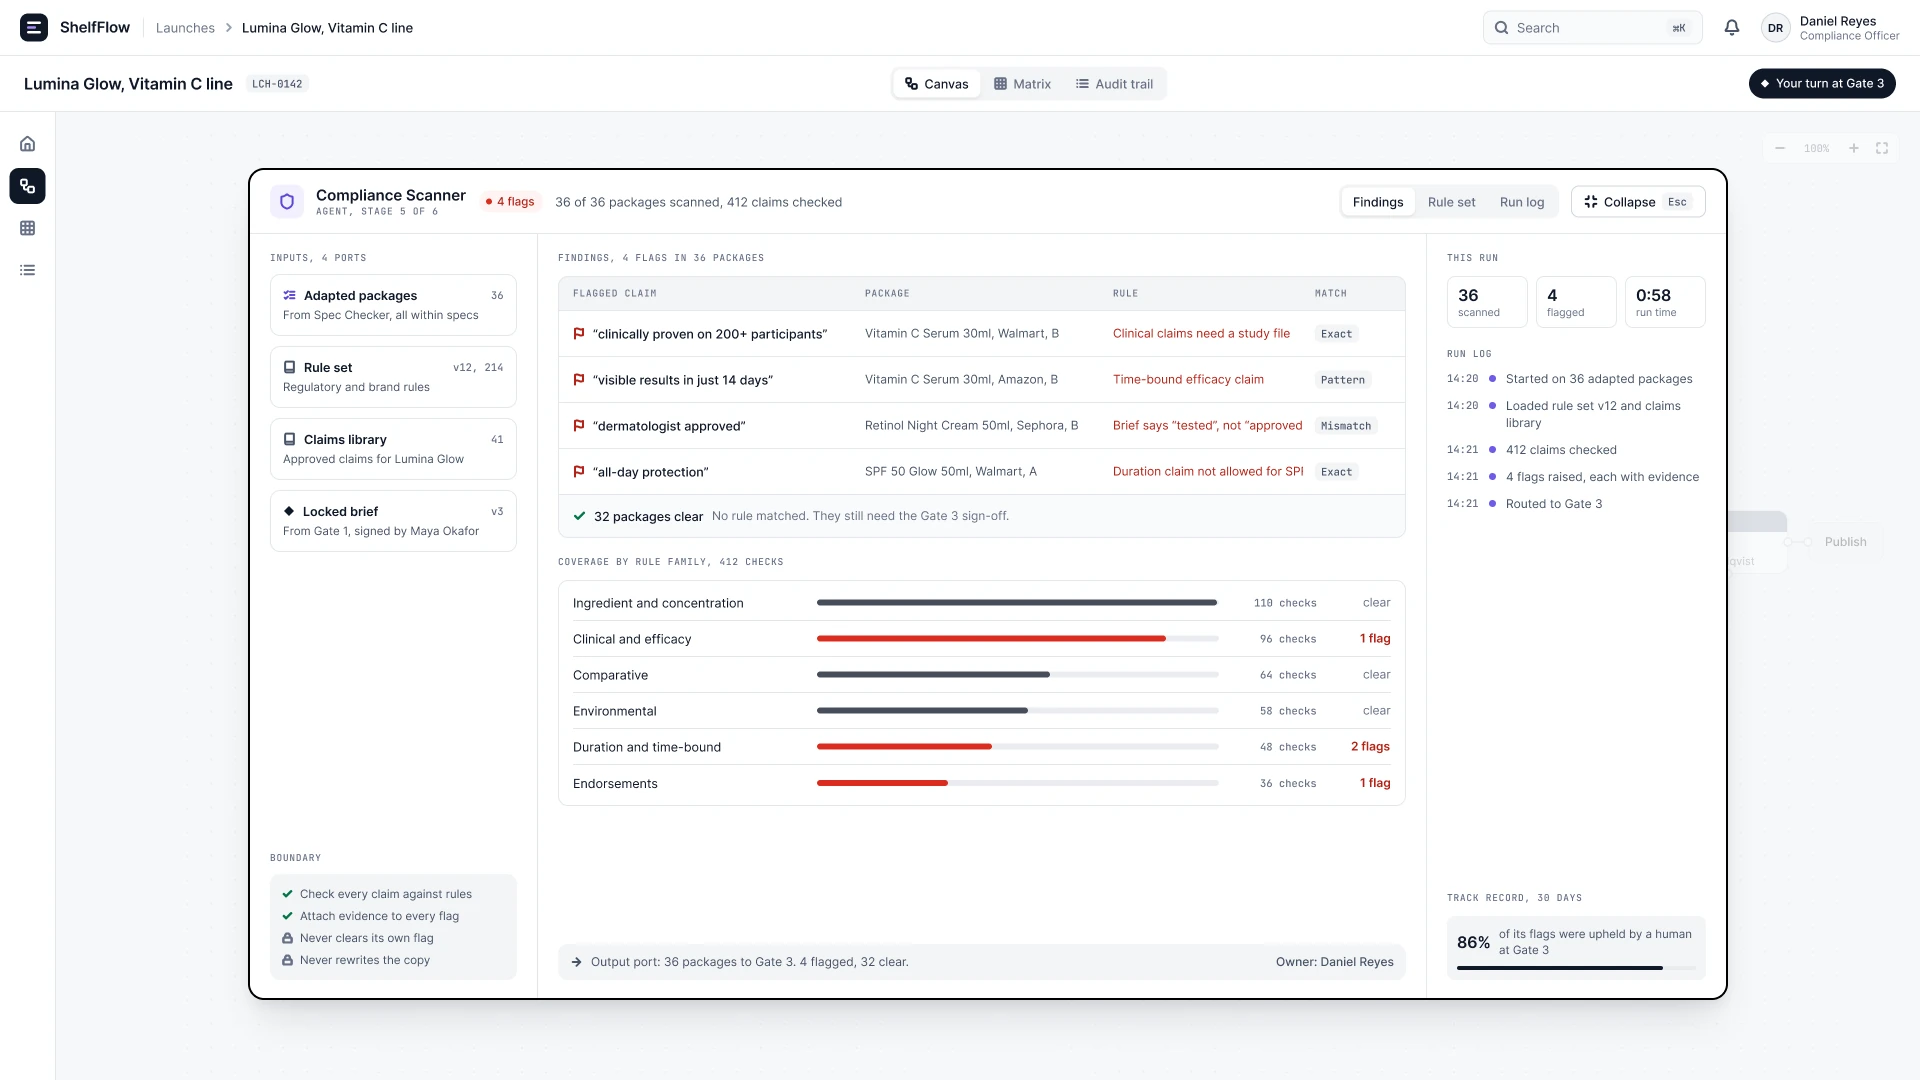 ShelfFlow
Launches
Lumina Glow, Vitamin C line
Search
⌘K
DR
Daniel Reyes
Compliance Officer
Lumina Glow, Vitamin C line
LCH-0142
Canvas
Matrix
Audit trail
Your turn at Gate 3
100%
Compliance Scanner
AGENT, STAGE 5 OF 6
4 flags
36 of 36 packages scanned, 412 claims checked
Findings
Rule set
Run log
Collapse
Esc
INPUTS, 4 PORTS
Adapted packages
36
From Spec Checker, all within specs
Rule set
v12, 214
Regulatory and brand rules
Claims library
41
Approved claims for Lumina Glow
Locked brief
v3
From Gate 1, signed by Maya Okafor
BOUNDARY
Check every claim against rules
Attach evidence to every flag
Never clears its own flag
Never rewrites the copy
FINDINGS, 4 FLAGS IN 36 PACKAGES
FLAGGED CLAIM
PACKAGE
RULE
MATCH
“clinically proven on 200+ participants”
Vitamin C Serum 30ml, Walmart, B
Clinical claims need a study file
Exact
“visible results in just 14 days”
Vitamin C Serum 30ml, Amazon, B
Time-bound efficacy claim
Pattern
“dermatologist approved”
Retinol Night Cream 50ml, Sephora, B
Brief says “tested”, not “approved
Mismatch
“all-day protection”
SPF 50 Glow 50ml, Walmart, A
Duration claim not allowed for SPF
Exact
32 packages clear
No rule matched. They still need the Gate 3 sign-off.
COVERAGE BY RULE FAMILY, 412 CHECKS
Ingredient and concentration
110 checks
clear
Clinical and efficacy
96 checks
1 flag
Comparative
64 checks
clear
Environmental
58 checks
clear
Duration and time-bound
48 checks
2 flags
Endorsements
36 checks
1 flag
Output port: 36 packages to Gate 3. 4 flagged, 32 clear.
Owner: Daniel Reyes
THIS RUN
36
scanned
4
flagged
0:58
run time
RUN LOG
14:20
Started on 36 adapted packages
14:20
Loaded rule set v12 and claims
library
14:21
412 claims checked
14:21
4 flags raised, each with evidence
14:21
Routed to Gate 3
TRACK RECORD, 30 DAYS
86%
of its flags were upheld by a human
at Gate 3
Publish